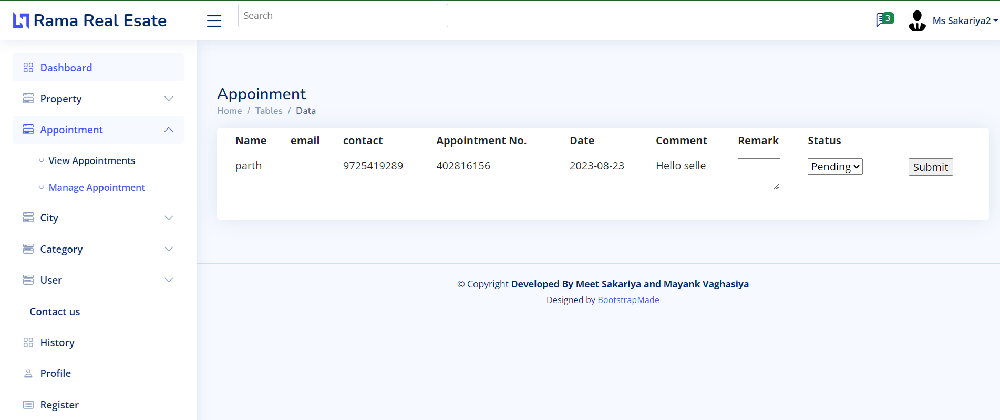 Rama Real Esate
Search
3
Ms Sakariya2
Dashboard
Property
Appointment
View Appointments
Manage Appointment
City
Category
User
Contact us
History
Profile
Register
Appoinment
Home / Tables / Data
Name email contact Appointment No. Date Comment Remark Status
parth 9725419289 402816156 2023-08-23 Hello selle Pending Submit
© Copyright Developed By Meet Sakariya and Mayank Vaghasiya
Designed by BootstrapMade